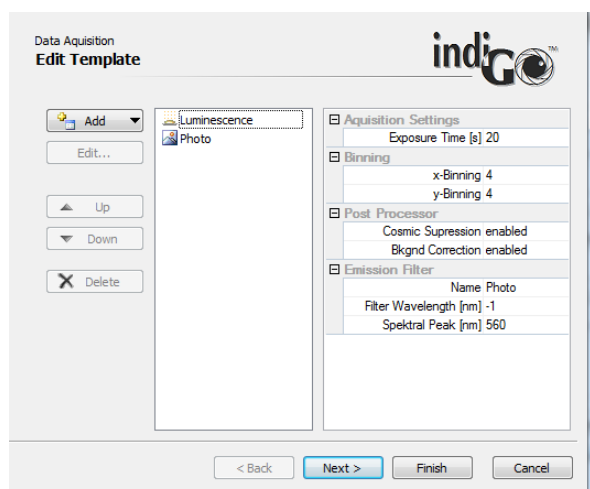 Data Aquisition
Edit Template
indiGO™
Add
Edit...
Up
Down
Delete
Luminescence
Photo
Aquisition Settings
Exposure Time [s] 20
Binning
x-Binning 4
y-Binning 4
Post Processor
Cosmic Supression enabled
Bkgnd Correction enabled
Emission Filter
Name Photo
Filter Wavelength [nm] -1
Spektral Peak [nm] 560
< Back
Next >
Finish
Cancel